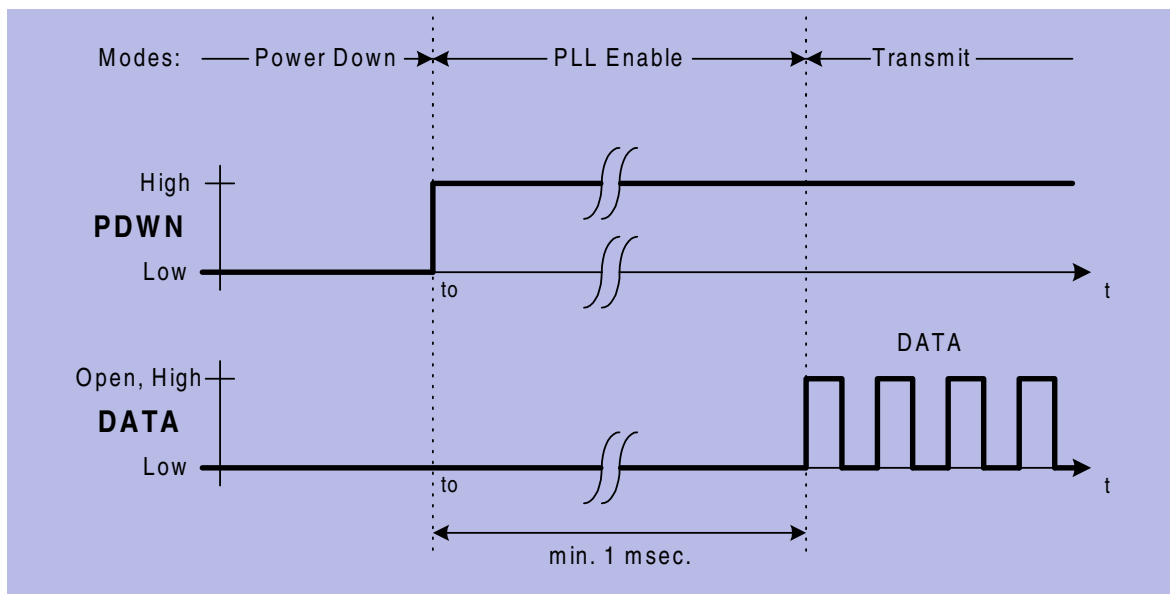 Modes: Power Down PLL Enable Transmit
High
PDWN
Low
to
t
DATA
Open, High
DATA
Low
to
t
min. 1 msec.